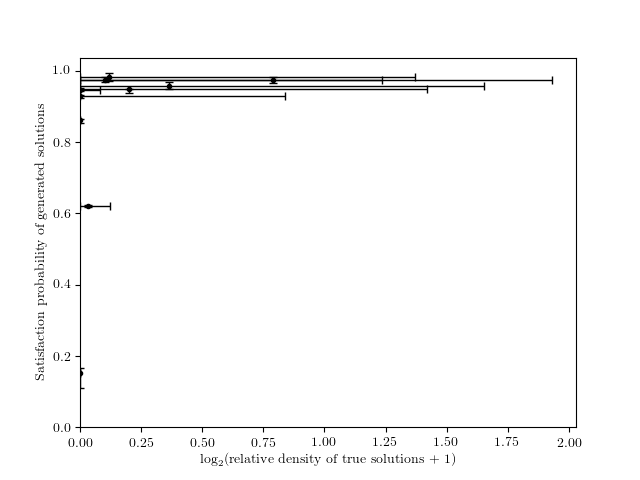 1.0
0.8
0.6
0.4
0.2
0.0
Satisfaction probability of generated solutions
0.00 0.25 0.50 0.75 1.00 1.25 1.50 1.75 2.00
log₂(relative density of true solutions + 1)